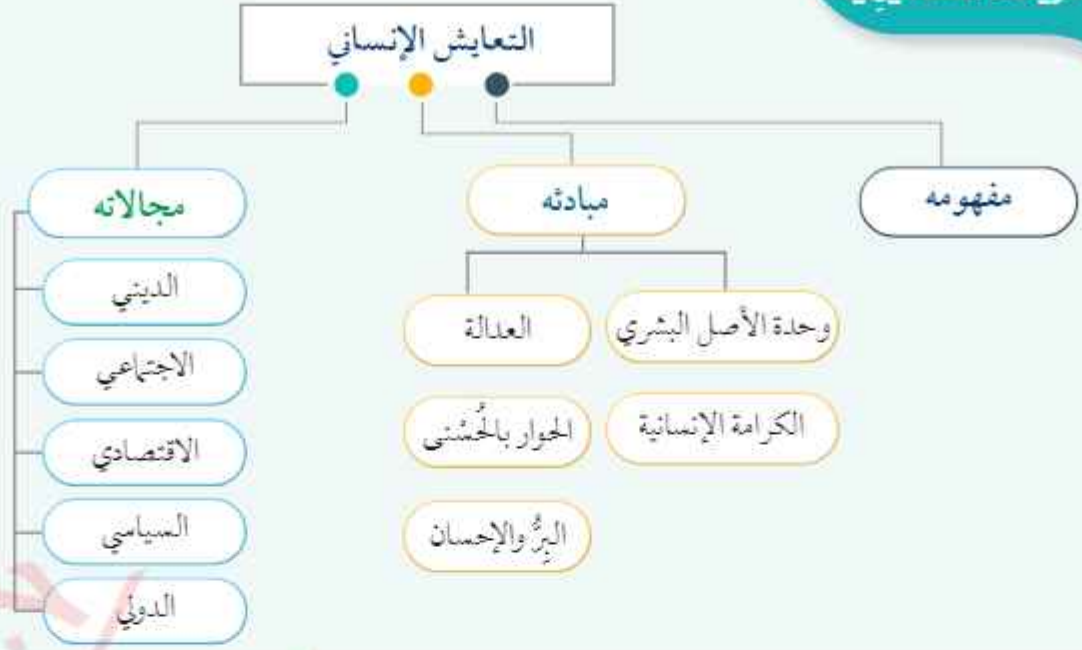 التعايش الإنساني
مفهومه
مبادئه
مجالاته
وحدة الأصل البشري
الكرامة الإنسانية
العدالة
الحوار بالحُسْنى
البِرُّ والإحسان
الديني
الاجتماعي
الاقتصادي
السياسي
الدولي